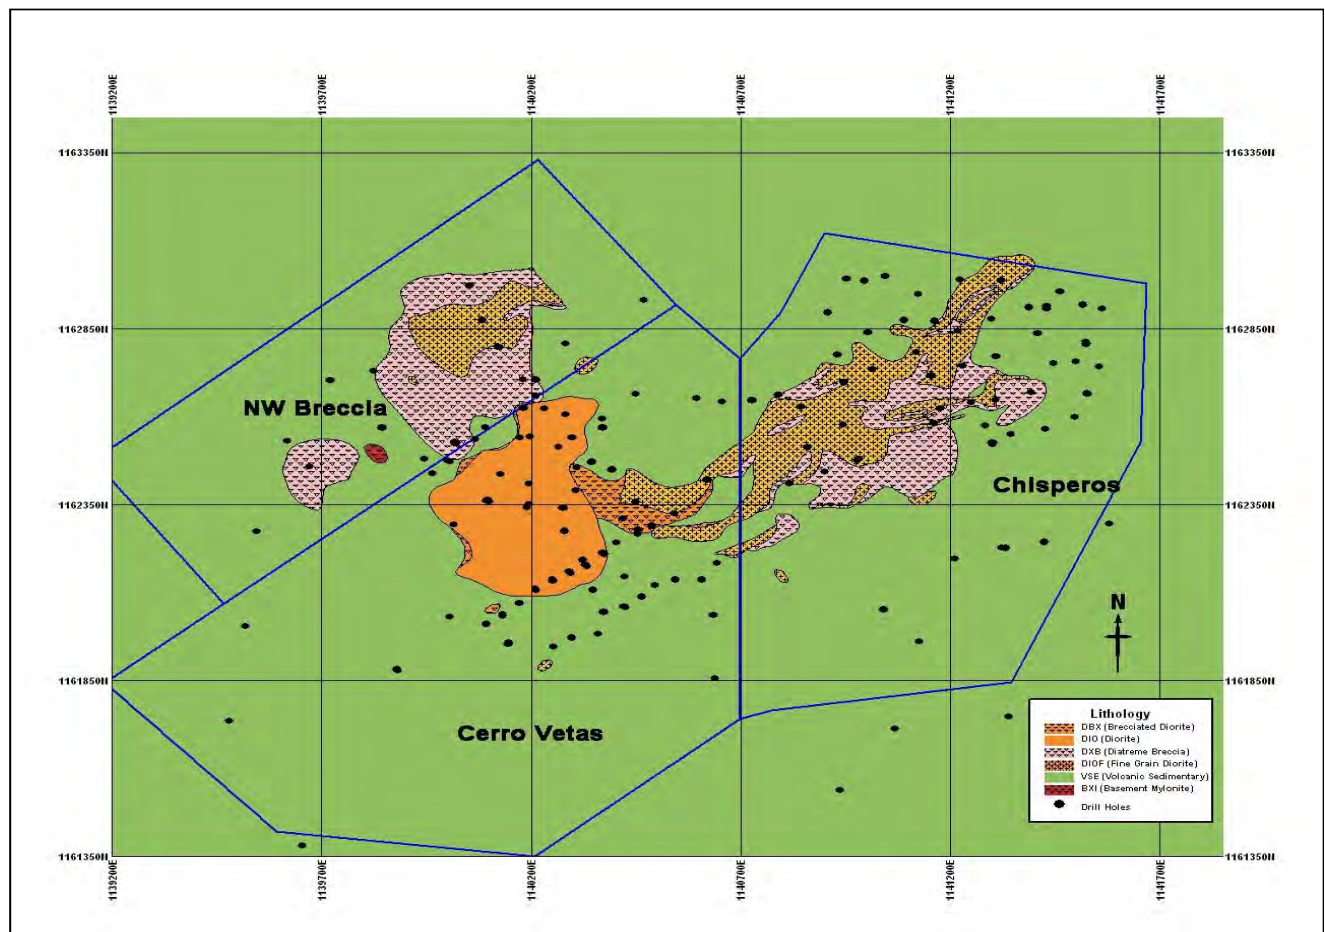 1139200E
1139700E
1140200E
1140700E
1141200E
1141700E
1163350N
1163350N
1162850N
1162850N
NW Breccia
Chisperos
1162350N
1162350N
N
1161850N
1161850N
Cerro Vetas
Lithology
DBX (Brecciated Diorite)
DIO (Diorite)
DXB (Diatreme Breccia)
DIOF (Fine Grain Diorite)
VSE (Volcanic Sedimentary)
BXI (Basement Mylonite)
Drill Holes
1161350N
1161350N
1139200E
1139700E
1140200E
1140700E
1141200E
1141700E